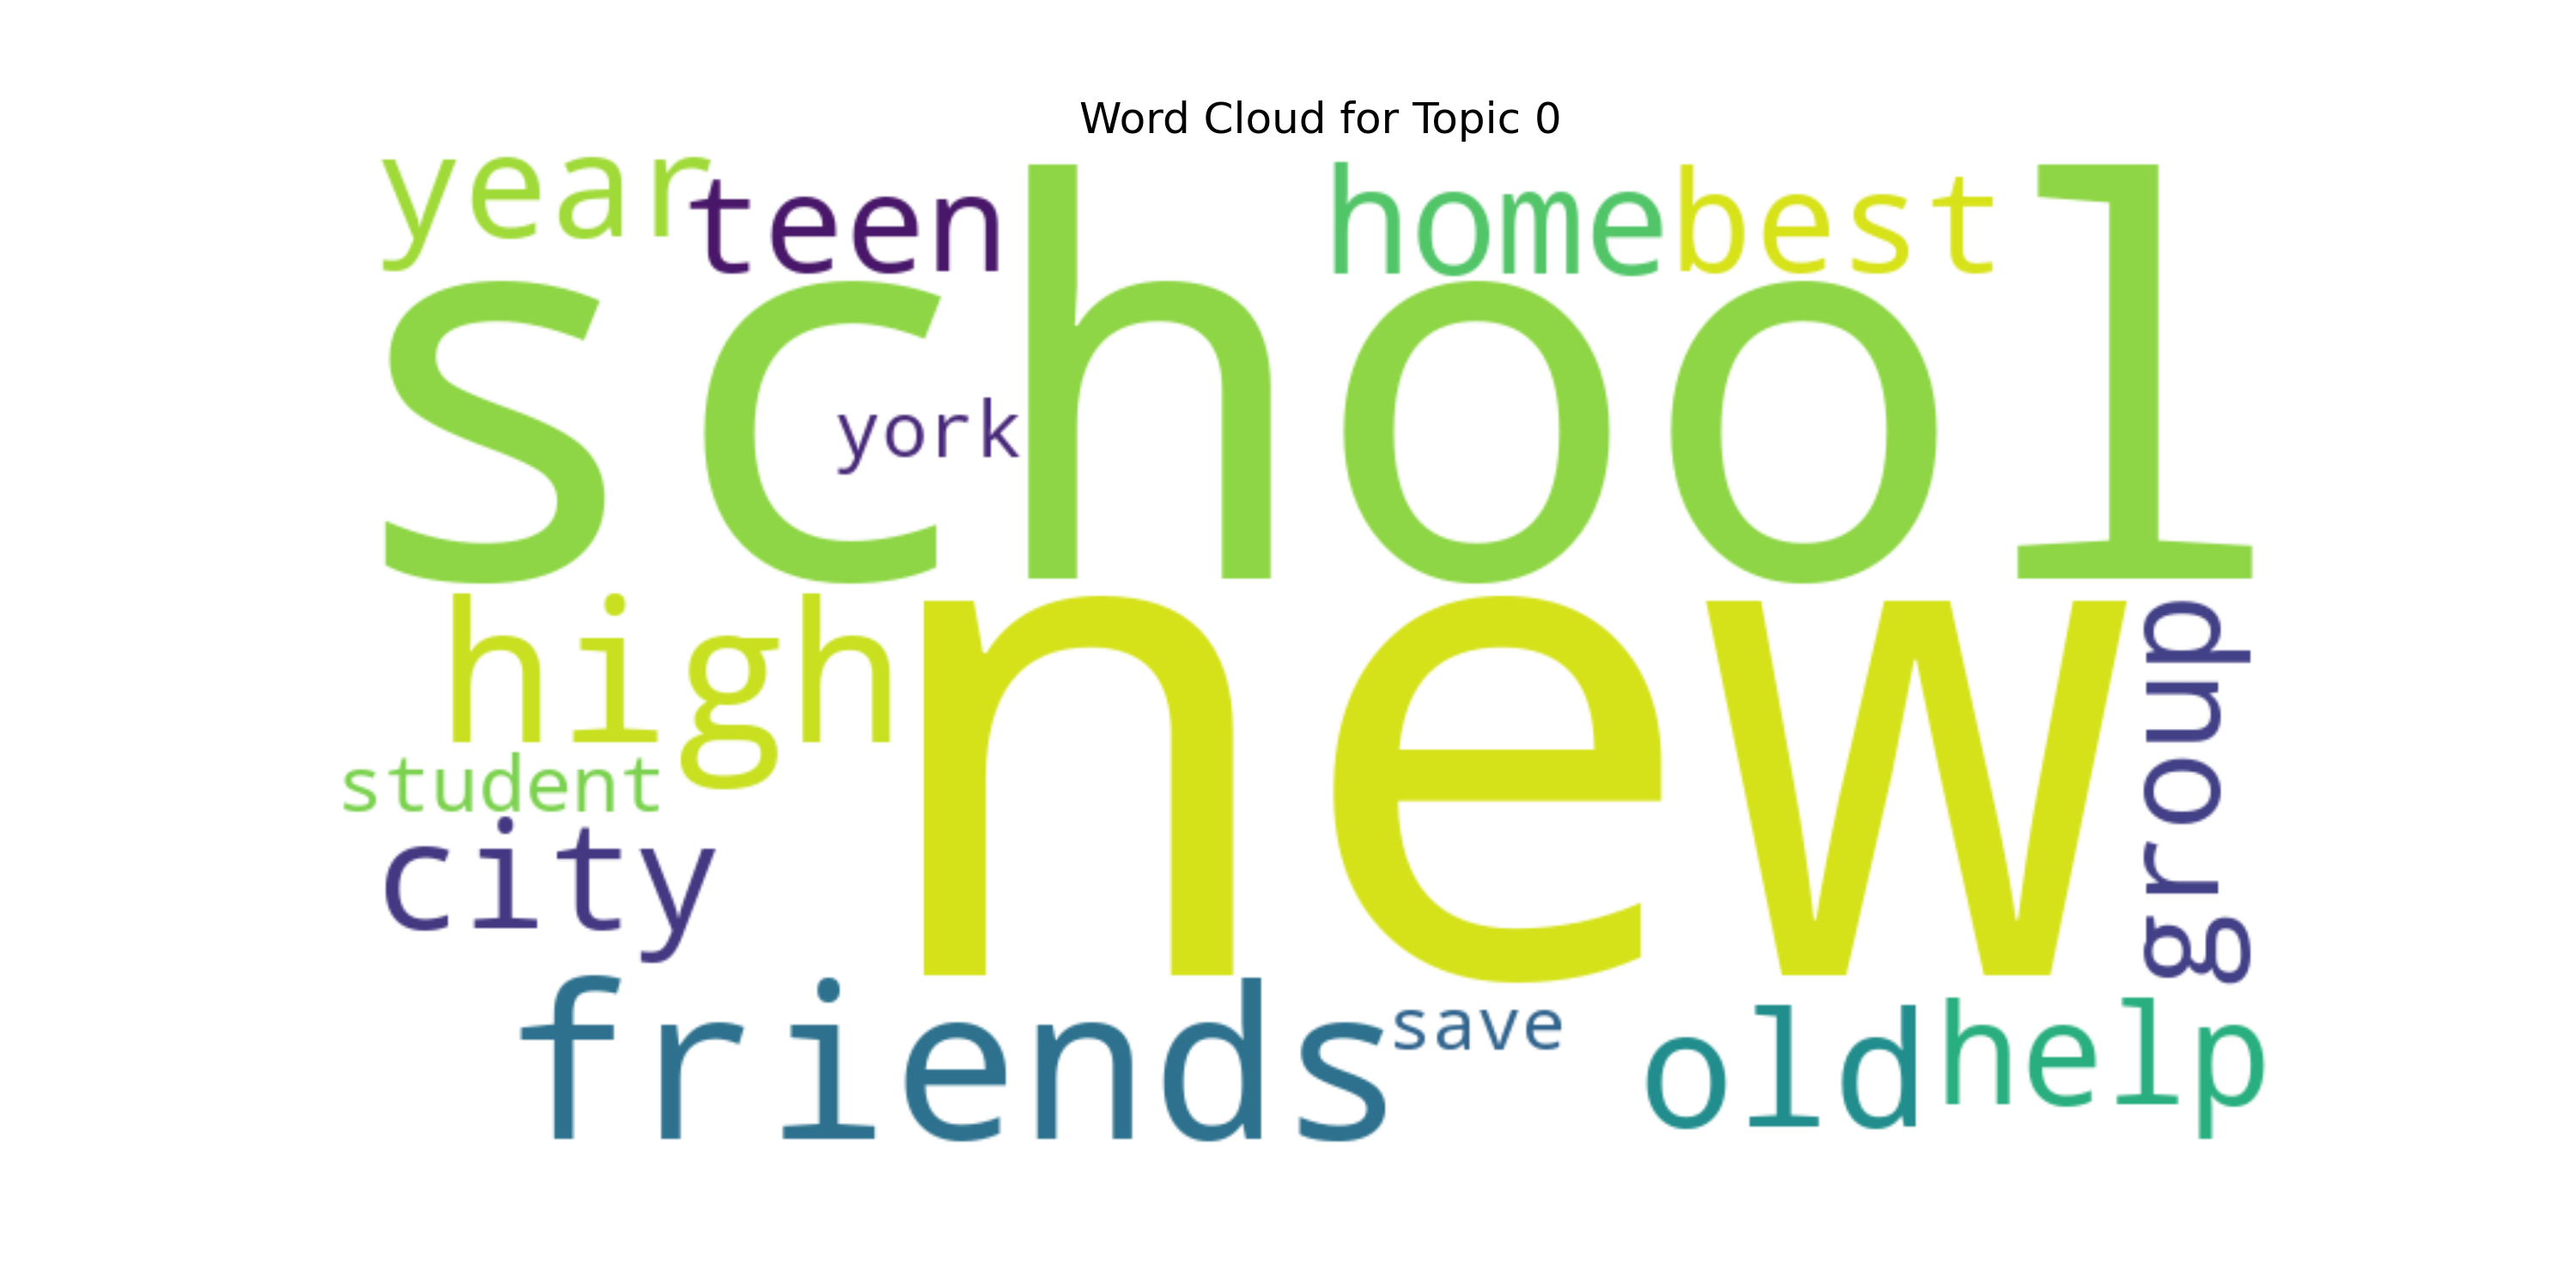 Word Cloud for Topic 0
year
teen
home
best
school
york
high
new
group
student
city
friends
save
old
help